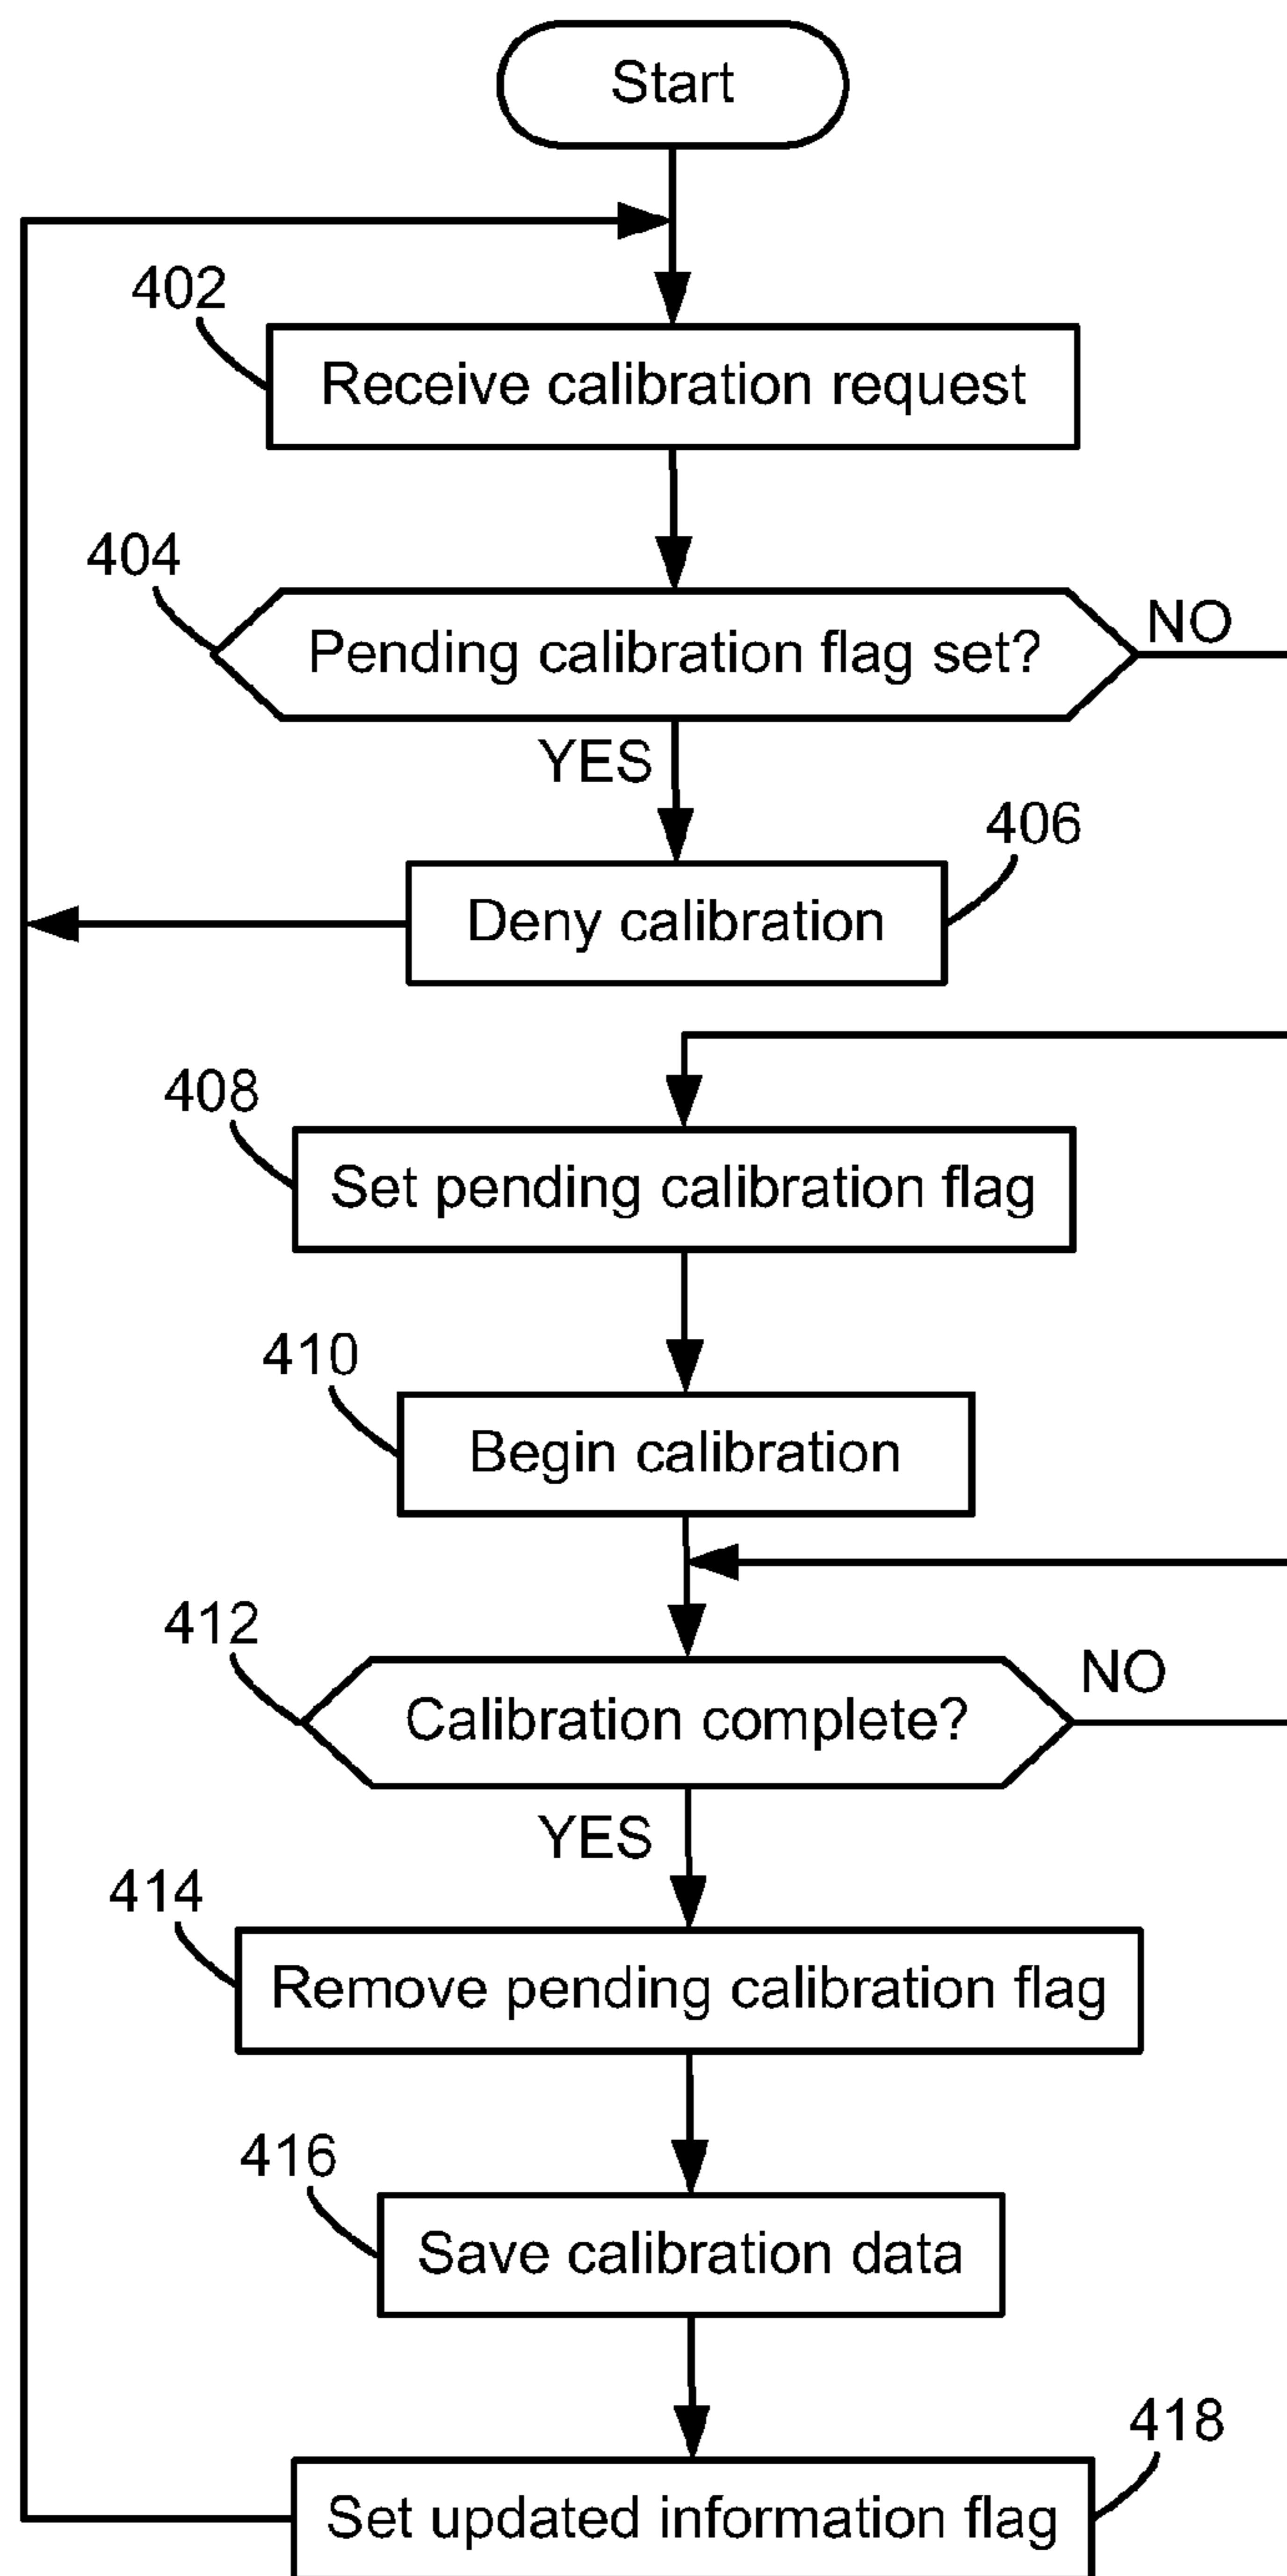 Start
402
Receive calibration request
404
Pending calibration flag set?
NO
YES
406
Deny calibration
408
Set pending calibration flag
410
Begin calibration
412
Calibration complete?
NO
YES
414
Remove pending calibration flag
416
Save calibration data
418
Set updated information flag